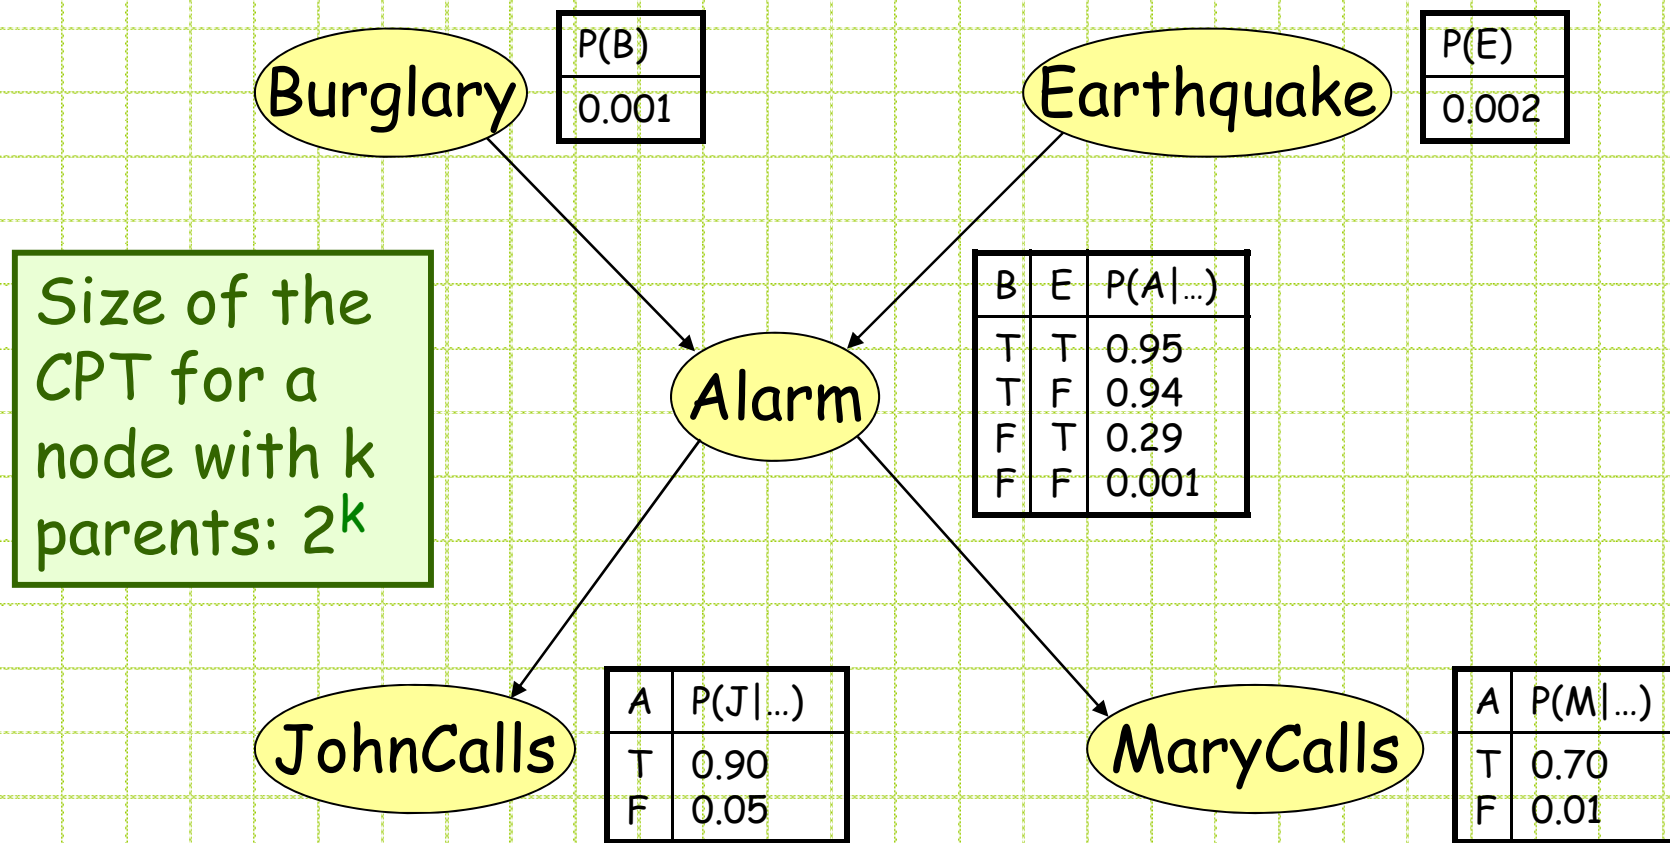 Burglary
P(B)
0.001
Earthquake
P(E)
0.002
Size of the
CPT for a
node with k
parents: 2^k
B E P(A|...)
T T 0.95
T F 0.94
F T 0.29
F F 0.001
Alarm
JohnCalls
A P(J|...)
T 0.90
F 0.05
MaryCalls
A P(M|...)
T 0.70
F 0.01